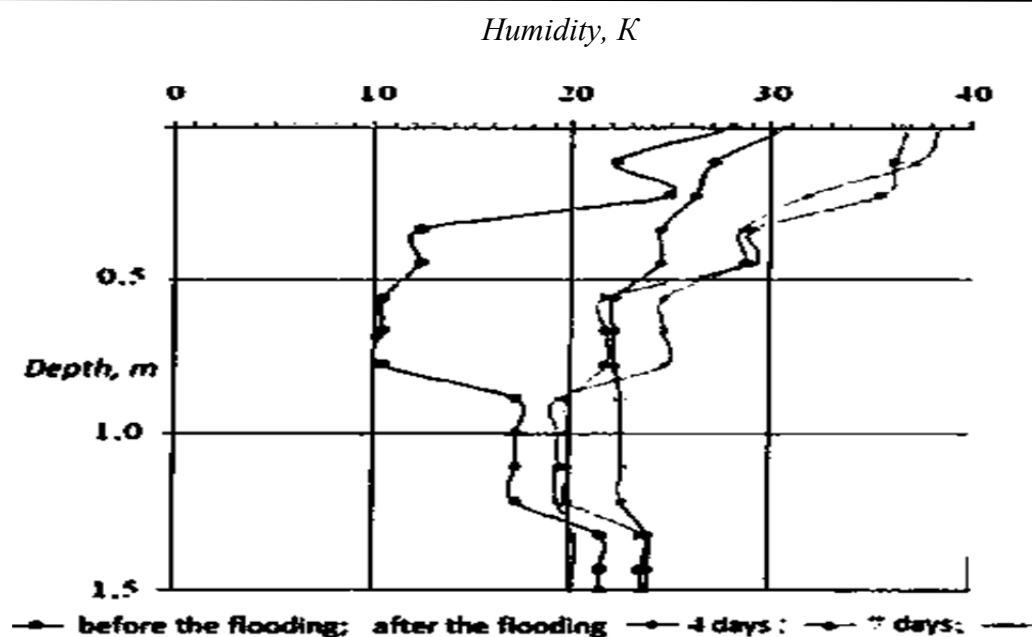 Humidity, K
0 10 20 30 40
0.5
Depth, m
1.0
1.5
before the flooding; after the flooding 4 days; 7 days;